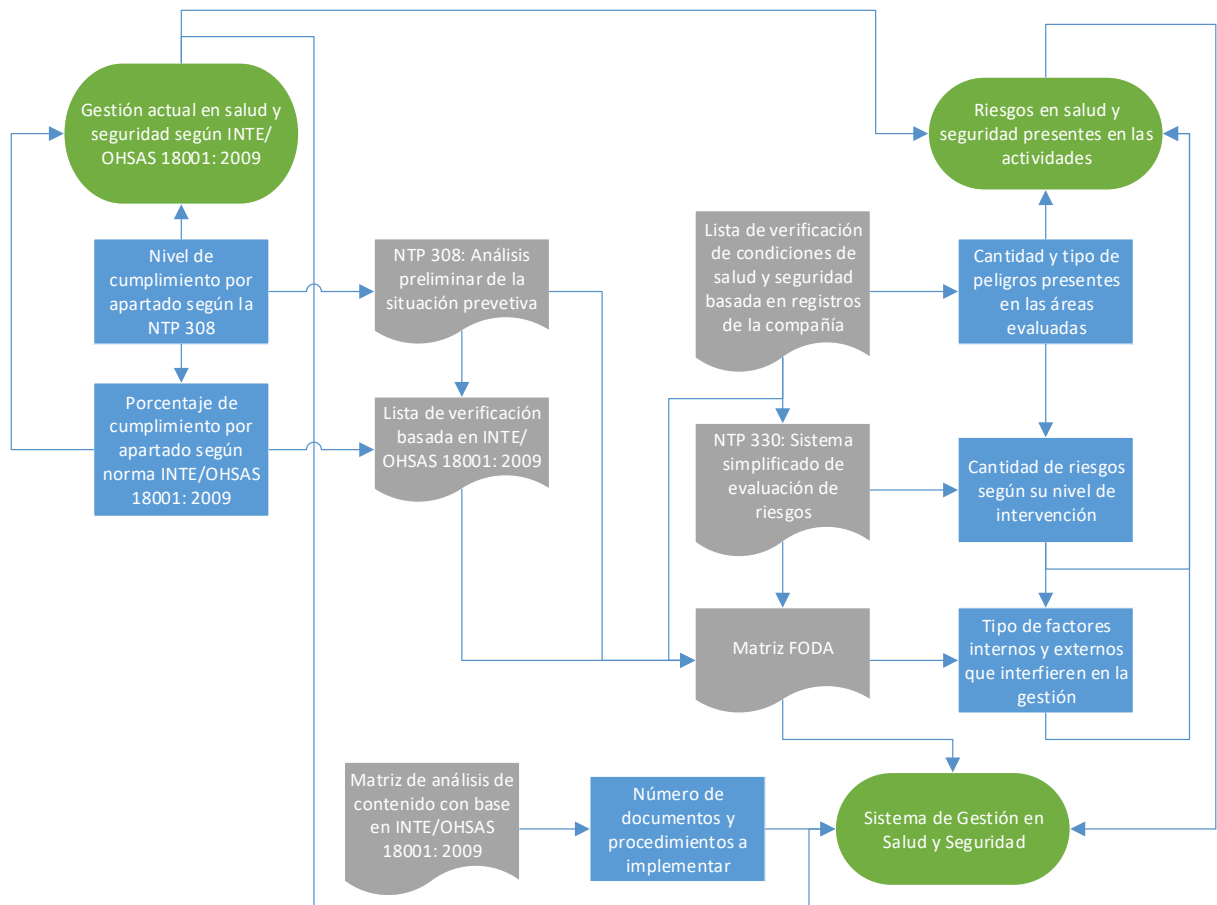 Gestión actual en salud y
seguridad según INTE/
OHSAS 18001: 2009
Riesgos en salud y
seguridad presentes en las
actividades
Nivel de
cumplimiento por
apartado según la
NTP 308
NTP 308: Análisis
preliminar de la
situación prevetiva
Lista de verificación
de condiciones de
salud y seguridad
basada en registros
de la compañía
Cantidad y tipo de
peligros presentes
en las áreas
evaluadas
Porcentaje de
cumplimiento por
apartado según
norma INTE/OHSAS
18001: 2009
Lista de verificación
basada en INTE/
OHSAS 18001: 2009
NTP 330: Sistema
simplificado de
evaluación de
riesgos
Cantidad de riesgos
según su nivel de
intervención
Matriz FODA
Tipo de factores
internos y externos
que interfieren en la
gestión
Matriz de análisis de
contenido con base
en INTE/OHSAS
18001: 2009
Número de
documentos y
procedimientos a
implementar
Sistema de Gestión en
Salud y Seguridad